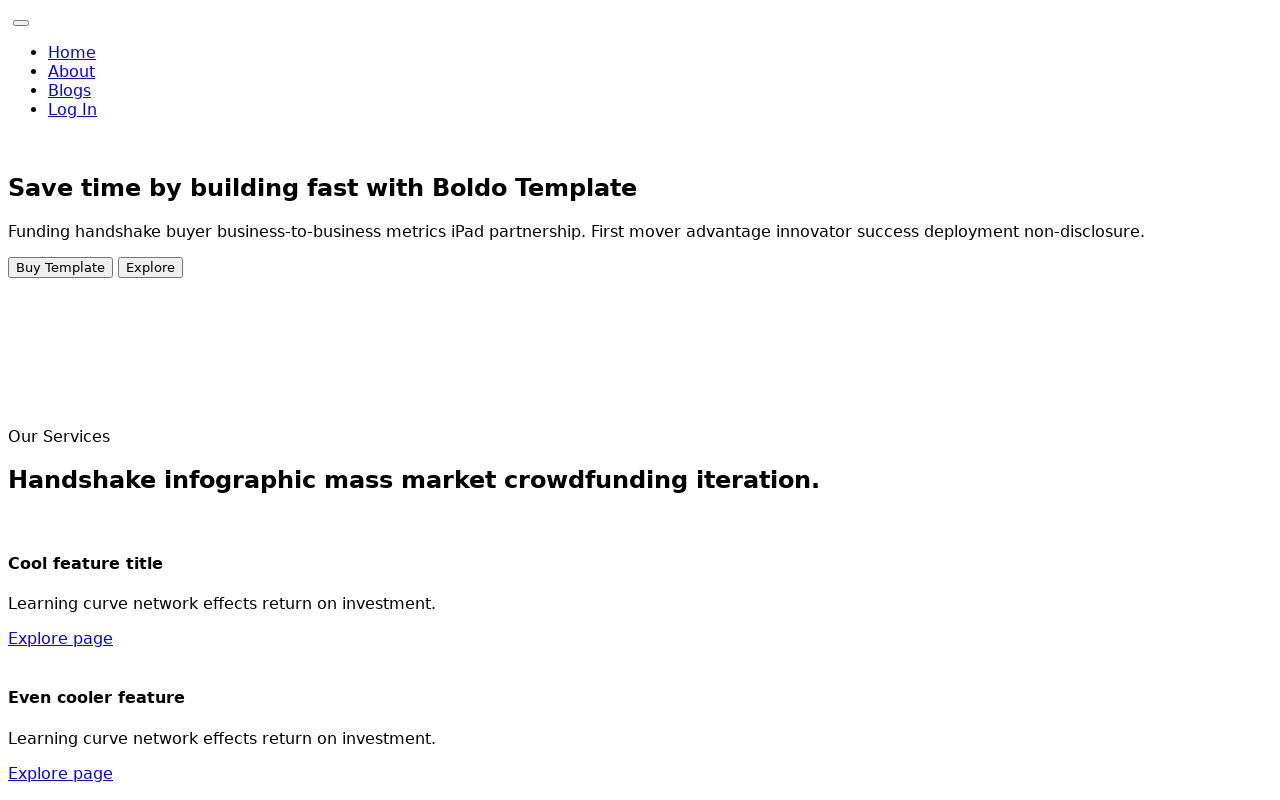 Home
About
Blogs
Log In
Save time by building fast with Boldo Template
Funding handshake buyer business-to-business metrics iPad partnership. First mover advantage innovator success deployment non-disclosure.
Buy Template Explore
Our Services
Handshake infographic mass market crowdfunding iteration.
Cool feature title
Learning curve network effects return on investment.
Explore page
Even cooler feature
Learning curve network effects return on investment.
Explore page